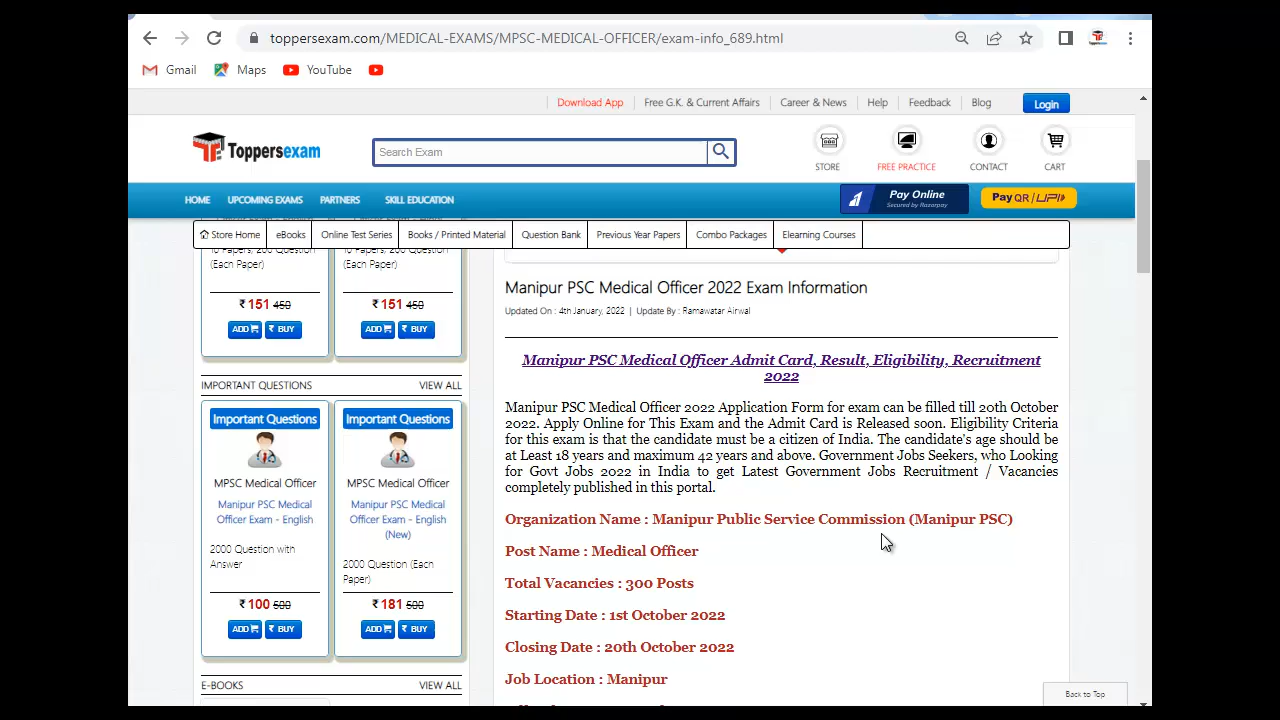 toppersexam.com/MEDICAL-EXAMS/MPSC-MEDICAL-OFFICER/exam-info_689.html
Gmail Maps YouTube
Download App Free G.K. & Current Affairs Career & News Help Feedback Blog Login
Toppersexam
Search Exam
STORE FREE PRACTICE CONTACT CART
HOME UPCOMING EXAMS PARTNERS SKILL EDUCATION
Pay Online
Secured by Razorpay
Pay QR/UPI
Store Home eBooks Online Test Series Books / Printed Material Question Bank Previous Year Papers Combo Packages Elearning Courses
10 Papers, 200 Question
(Each Paper)
₹ 151 450
ADD ₹ BUY
10 Papers, 200 Question
(Each Paper)
₹ 151 450
ADD ₹ BUY
IMPORTANT QUESTIONS VIEW ALL
Important Questions
MPSC Medical Officer
Manipur PSC Medical
Officer Exam - English
2000 Question with
Answer
₹ 100 500
ADD ₹ BUY
Important Questions
MPSC Medical Officer
Manipur PSC Medical
Officer Exam - English
(New)
2000 Question (Each
Paper)
₹ 181 500
ADD ₹ BUY
E-BOOKS VIEW ALL
Manipur PSC Medical Officer 2022 Exam Information
Updated On : 4th January, 2022 | Update By : Ramawatar Airwal
Manipur PSC Medical Officer Admit Card, Result, Eligibility, Recruitment
2022
Manipur PSC Medical Officer 2022 Application Form for exam can be filled till 20th October
2022. Apply Online for This Exam and the Admit Card is Released soon. Eligibility Criteria
for this exam is that the candidate must be a citizen of India. The candidate's age should be
at Least 18 years and maximum 42 years and above. Government Jobs Seekers, who Looking
for Govt Jobs 2022 in India to get Latest Government Jobs Recruitment / Vacancies
completely published in this portal.
Organization Name : Manipur Public Service Commission (Manipur PSC)
Post Name : Medical Officer
Total Vacancies : 300 Posts
Starting Date : 1st October 2022
Closing Date : 20th October 2022
Job Location : Manipur
Back to Top